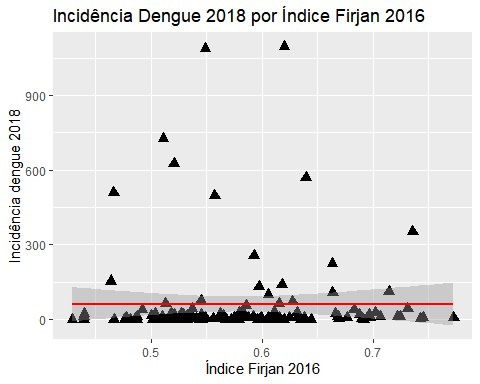 Incidência Dengue 2018 por Índice Firjan 2016
Incidência dengue 2018
900
600
300
0
0.5
0.6
0.7
Índice Firjan 2016